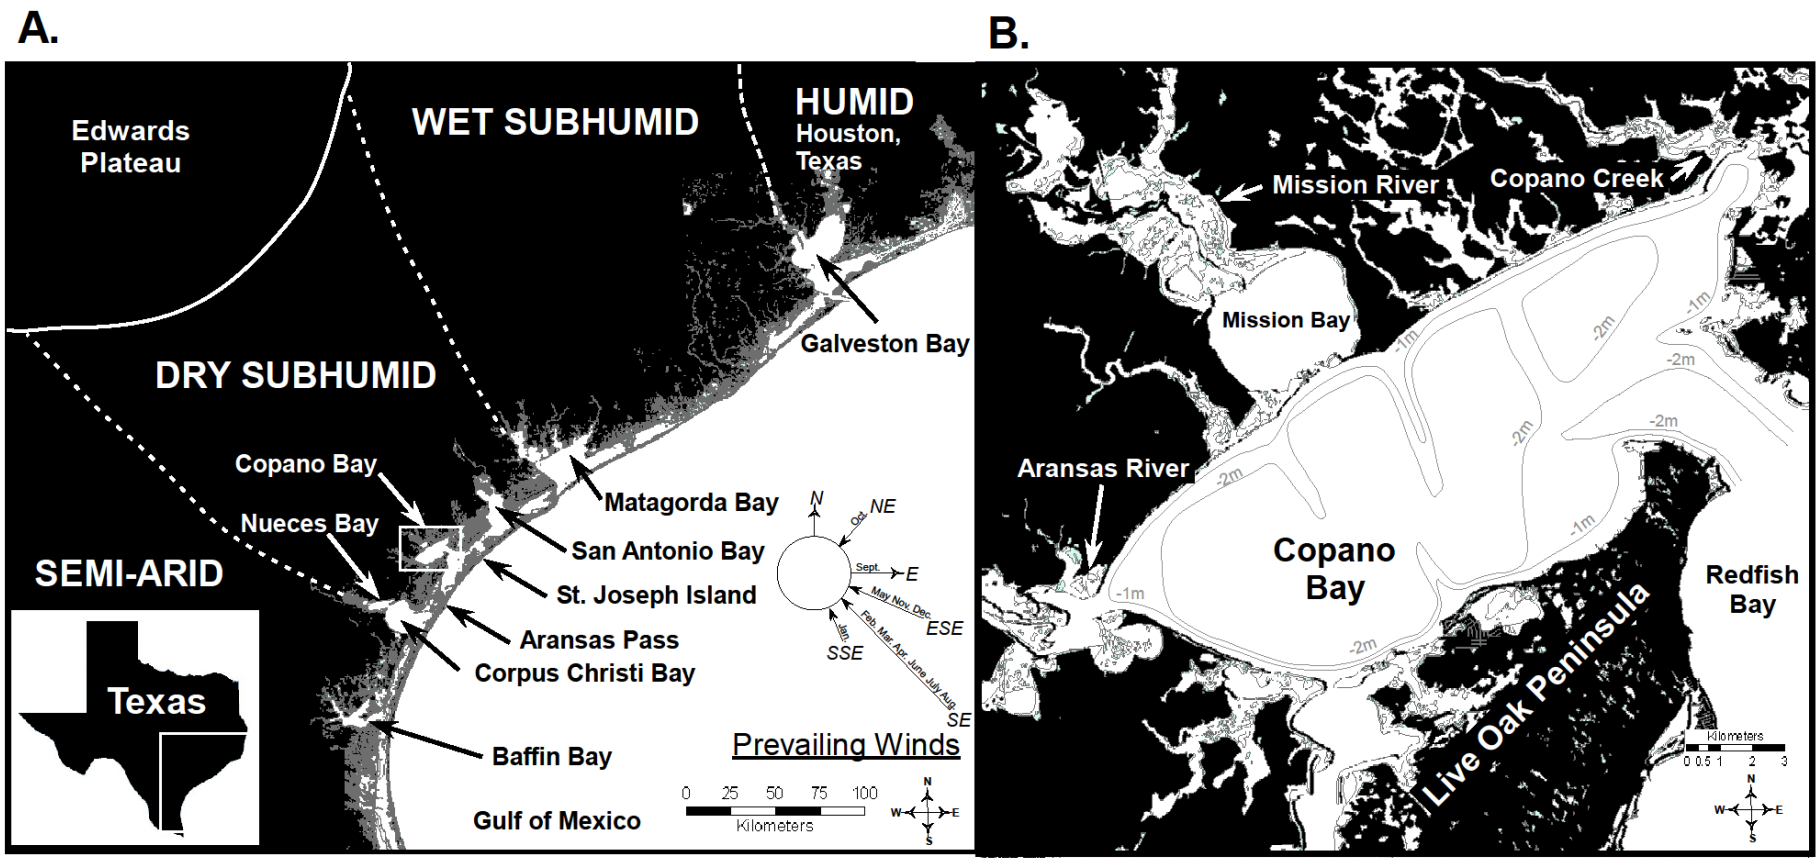 A.
Edwards
Plateau
WET SUBHUMID
HUMID
Houston,
Texas
Galveston Bay
DRY SUBHUMID
Copano Bay
Nueces Bay
Matagorda Bay
San Antonio Bay
St. Joseph Island
SEMI-ARID
Aransas Pass
Corpus Christi Bay
Baffin Bay
Texas
Gulf of Mexico
N
Oct.
NE
Sept.
E
May Nov. Dec.
ESE
Feb. Mar. Apr. June July Aug.
SE
Jan.
SSE
Prevailing Winds
0 25 50 75 100
Kilometers
N
W E
S
B.
Mission River
Copano Creek
Mission Bay
-1m
-2m
-1m
-2m
-2m
-2m
-2m
-1m
Aransas River
-1m
-2m
Copano
Bay
Redfish
Bay
Live Oak Peninsula
Kilometers
0 0.5 1 2 3
N
W E
S